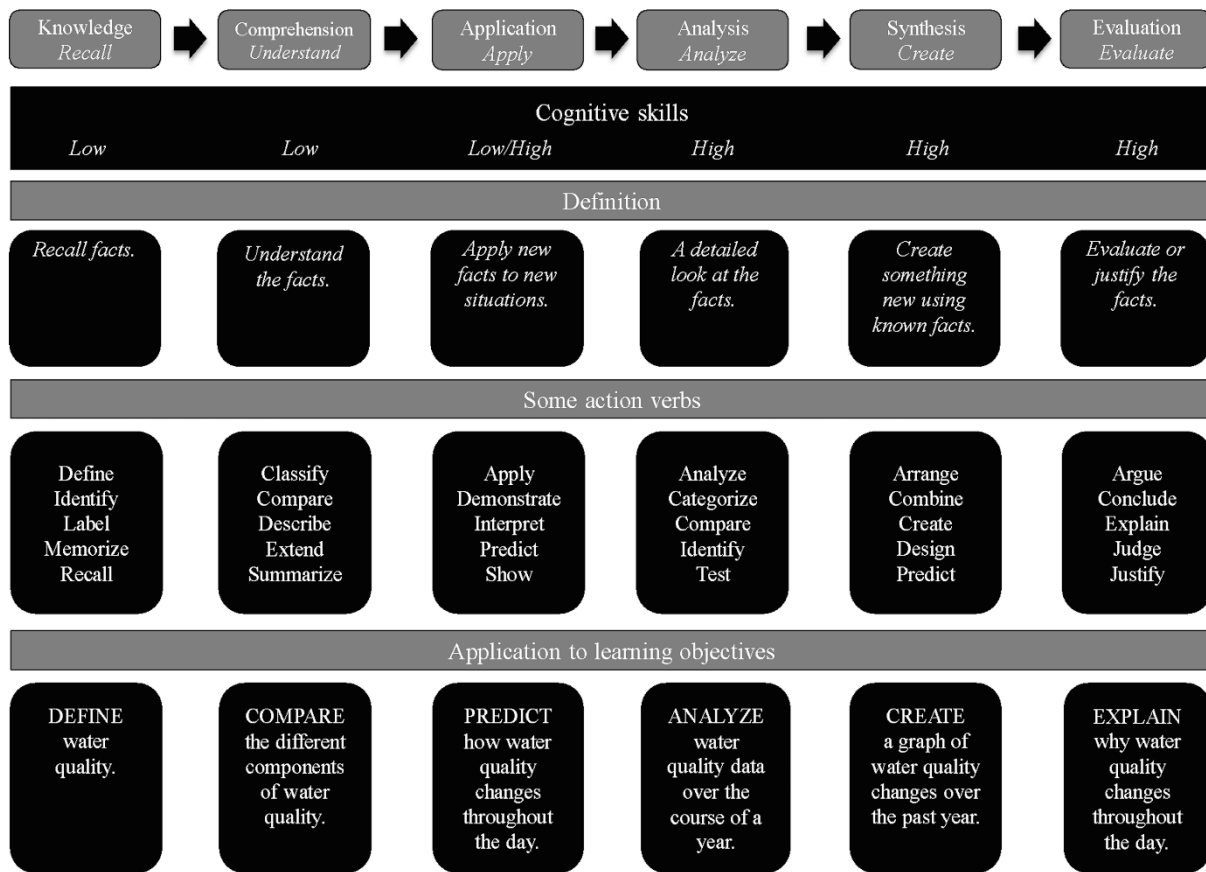 Knowledge
Recall
Comprehension
Understand
Application
Apply
Analysis
Analyze
Synthesis
Create
Evaluation
Evaluate
Cognitive skills
Low
Low
Low/High
High
High
High
Definition
Recall facts.
Understand
the facts.
Apply new
facts to new
situations.
A detailed
look at the
facts.
Create
something
new using
known facts.
Evaluate or
justify the
facts.
Some action verbs
Define
Identify
Label
Memorize
Recall
Classify
Compare
Describe
Extend
Summarize
Apply
Demonstrate
Interpret
Predict
Show
Analyze
Categorize
Compare
Identify
Test
Arrange
Combine
Create
Design
Predict
Argue
Conclude
Explain
Judge
Justify
Application to learning objectives
DEFINE
water
quality.
COMPARE
the different
components
of water
quality.
PREDICT
how water
quality
changes
throughout
the day.
ANALYZE
water
quality data
over the
course of a
year.
CREATE
a graph of
water quality
changes over
the past year.
EXPLAIN
why water
quality
changes
throughout
the day.